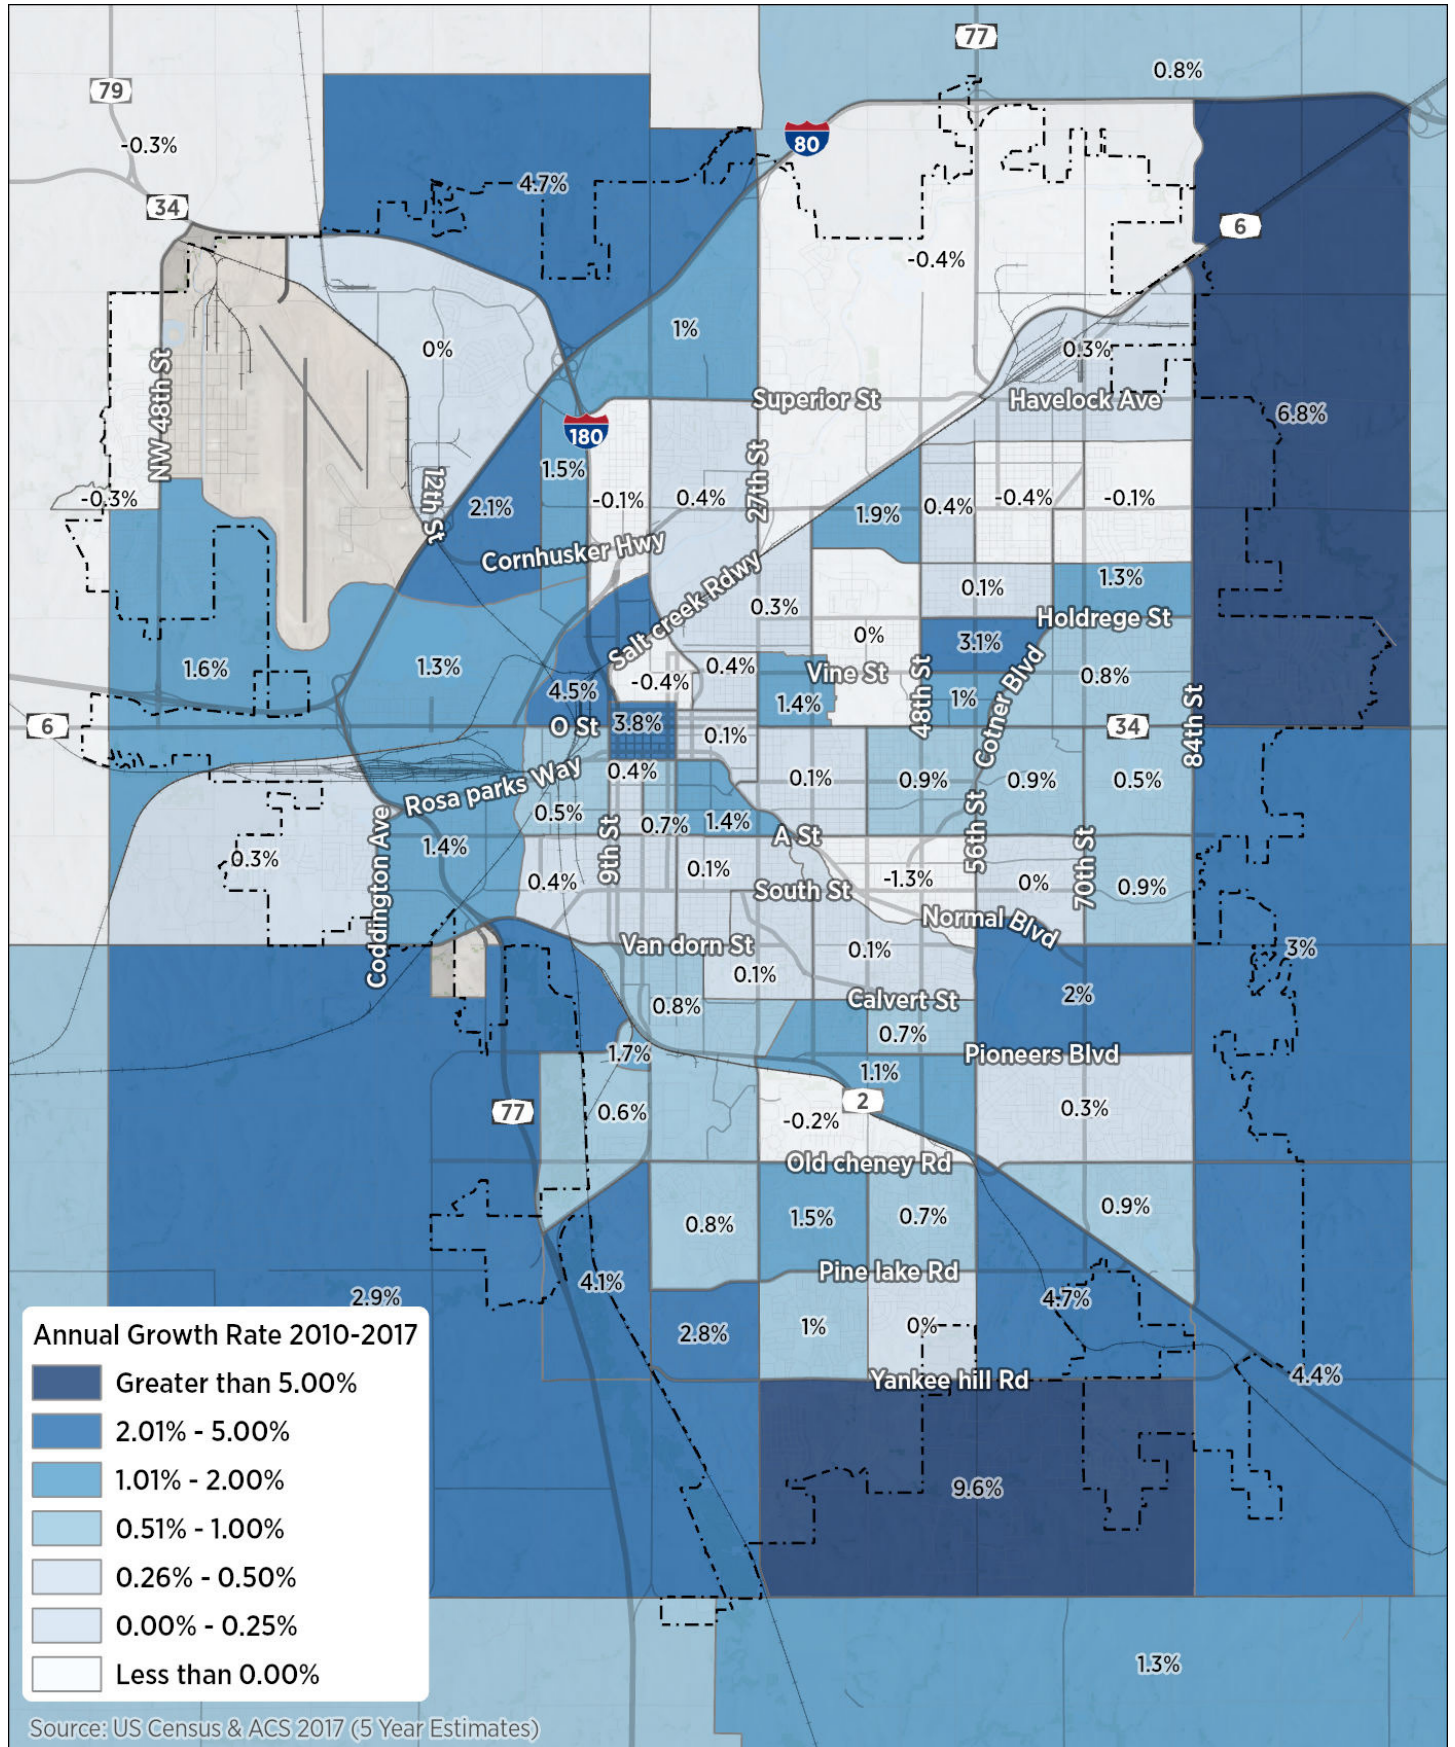 77
0.8%
79
80
-0.3%
4.7%
34
6
-0.4%
1%
0%
0.3%
NW 48th St
Superior St
Havelock Ave
6.8%
180
1.5%
12th St
27th St
-0.3%
2.1%
-0.1%
0.4%
1.9%
0.4%
-0.4%
-0.1%
Cornhusker Hwy
Salt creek Rdwy
0.1%
1.3%
0.3%
Holdrege St
0%
3.1%
1.6%
1.3%
0.4%
Vine St
48th St
Cotner Blvd
0.8%
-0.4%
4.5%
1.4%
1%
6
O St
3.8%
0.1%
34
84th St
Rosa parks Way
0.4%
0.1%
0.9%
0.9%
0.5%
0.5%
0.7%
1.4%
A St
56th St
70th St
Coddington Ave
9th St
1.4%
0.3%
0.4%
0.1%
South St
-1.3%
0%
0.9%
Normal Blvd
Van dorn St
0.1%
3%
0.1%
2%
0.8%
Calvert St
0.7%
1.7%
Pioneers Blvd
1.1%
2
77
0.6%
-0.2%
0.3%
Old cheney Rd
0.8%
1.5%
0.7%
0.9%
Pine lake Rd
4.1%
2.9%
4.7%
2.8%
1%
0%
Yankee hill Rd
4.4%
9.6%
1.3%
Annual Growth Rate 2010-2017
Greater than 5.00%
2.01% - 5.00%
1.01% - 2.00%
0.51% - 1.00%
0.26% - 0.50%
0.00% - 0.25%
Less than 0.00%
Source: US Census & ACS 2017 (5 Year Estimates)